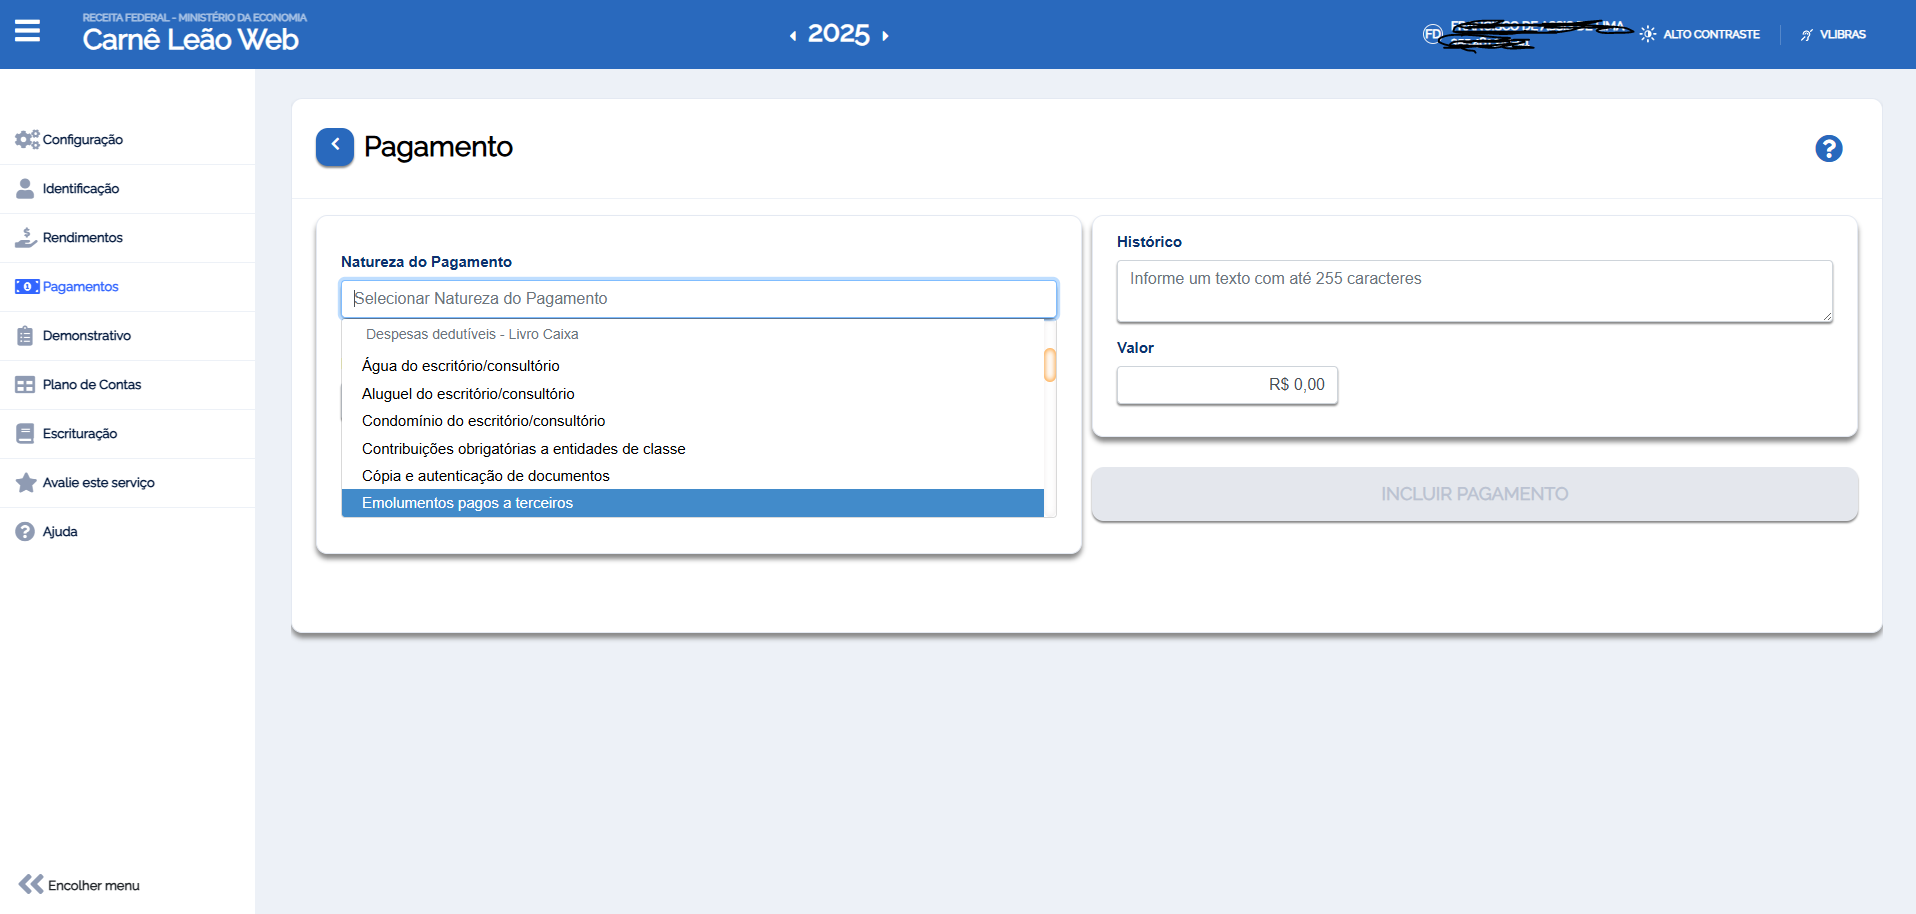 RECEITA FEDERAL - MINISTÉRIO DA ECONOMIA
Carnê Leão Web
2025
FD
ALTO CONTRASTE
VLIBRAS
Configuração
Identificação
Rendimentos
Pagamentos
Demonstrativo
Plano de Contas
Escrituração
Avalie este serviço
Ajuda
Encolher menu
Pagamento
Natureza do Pagamento
Selecionar Natureza do Pagamento
Despesas dedutíveis - Livro Caixa
Água do escritório/consultório
Aluguel do escritório/consultório
Condomínio do escritório/consultório
Contribuições obrigatórias a entidades de classe
Cópia e autenticação de documentos
Emolumentos pagos a terceiros
Histórico
Informe um texto com até 255 caracteres
Valor
R$ 0,00
INCLUIR PAGAMENTO